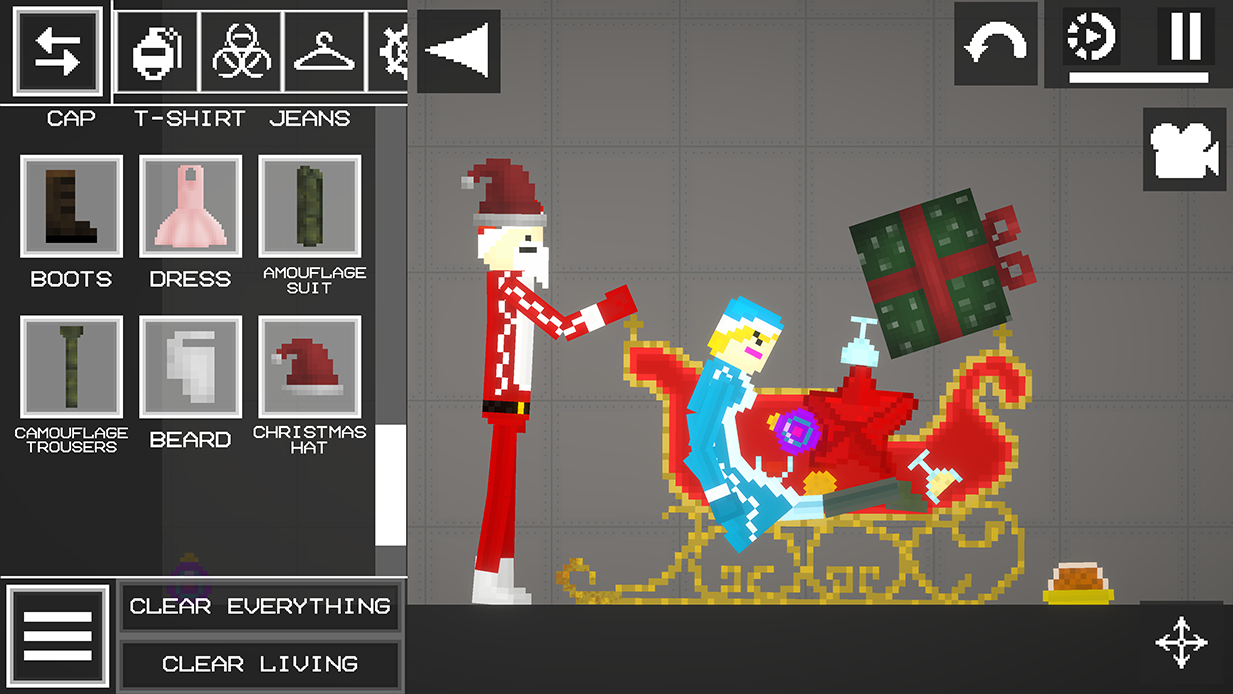 CAP T-SHIRT JEANS
BOOTS DRESS AMOUFLAGE
SUIT
CAMOUFLAGE
TROUSERS BEARD CHRISTMAS
HAT
CLEAR EVERYTHING
CLEAR LIVING